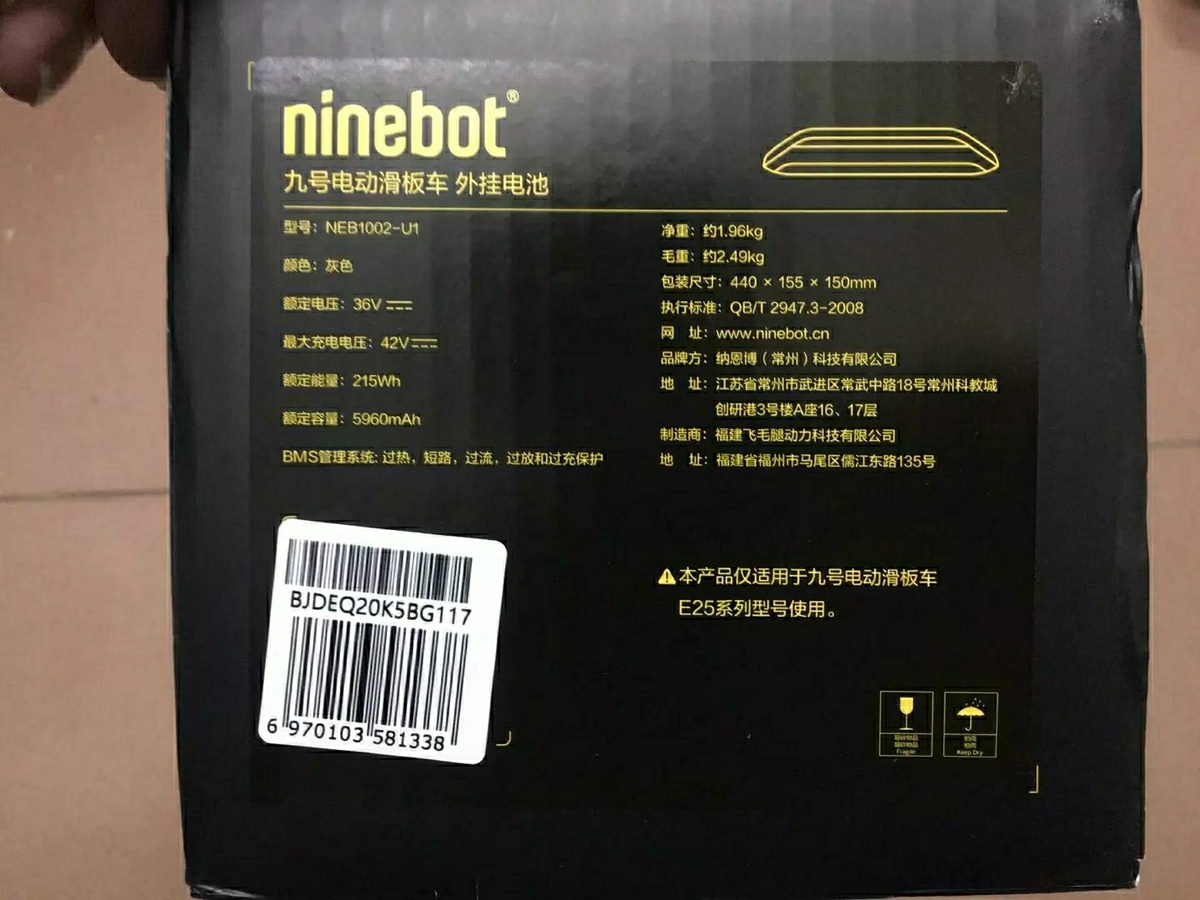 ninebot®
九号电动滑板车 外挂电池
型号：NEB1002-U1
颜色：灰色
额定电压：36V
最大充电电压：42V
额定能量：215Wh
额定容量：5960mAh
BMS管理系统：过热，短路，过流，过放和过充保护
净重：约1.96kg
毛重：约2.49kg
包装尺寸：440 × 155 × 150mm
执行标准：QB/T 2947.3-2008
网 址：www.ninebot.cn
品牌方：纳恩博（常州）科技有限公司
地 址：江苏省常州市武进区常武中路18号常州科教城
创研港3号楼A座16、17层
制造商：福建飞毛腿动力科技有限公司
地 址：福建省福州市马尾区儒江东路135号
BJDEQ20K5BG117
6 970103 581338
本产品仅适用于九号电动滑板车
E25系列型号使用。
Fragile
Keep Dry